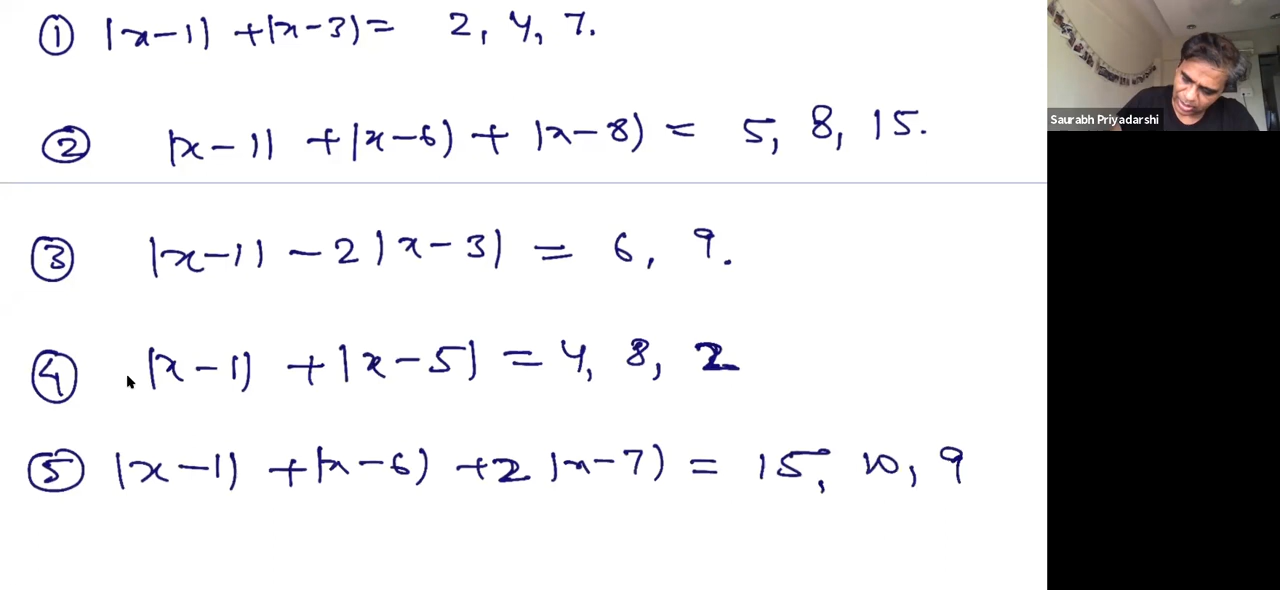 ① |x-1| + |x-3| = 2, 4, 7.
Saurabh Priyadarshi
② |x-1| + |x-6| + |x-8| = 5, 8, 15.
③ |x-1| - 2|x-3| = 6, 9.
④ |x-1| + |x-5| = 4, 8, 2
⑤ |x-1| + |x-6| + 2|x-7| = 15, 10, 9